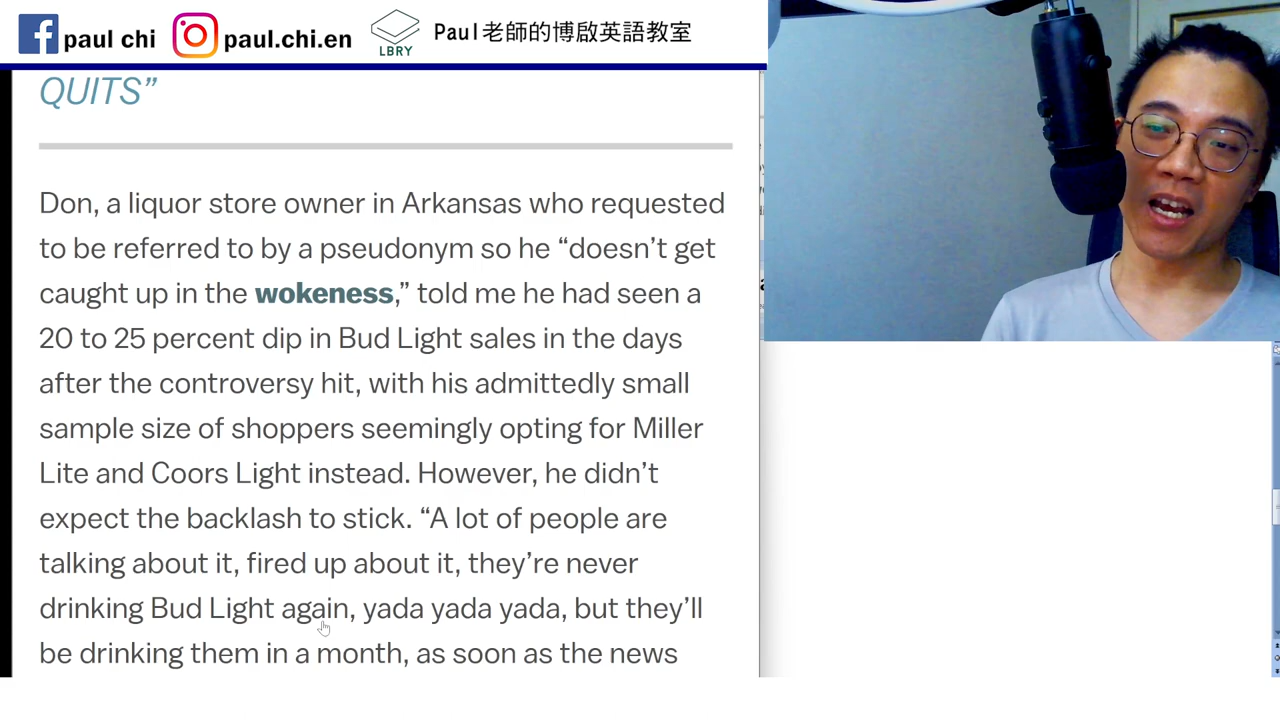 paul chi
paul.chi.en
LBRY
Paul老師的博啟英語教室
QUITS”
Don, a liquor store owner in Arkansas who requested
to be referred to by a pseudonym so he “doesn’t get
caught up in the wokeness,” told me he had seen a
20 to 25 percent dip in Bud Light sales in the days
after the controversy hit, with his admittedly small
sample size of shoppers seemingly opting for Miller
Lite and Coors Light instead. However, he didn’t
expect the backlash to stick. “A lot of people are
talking about it, fired up about it, they’re never
drinking Bud Light again, yada yada yada, but they’ll
be drinking them in a month, as soon as the news